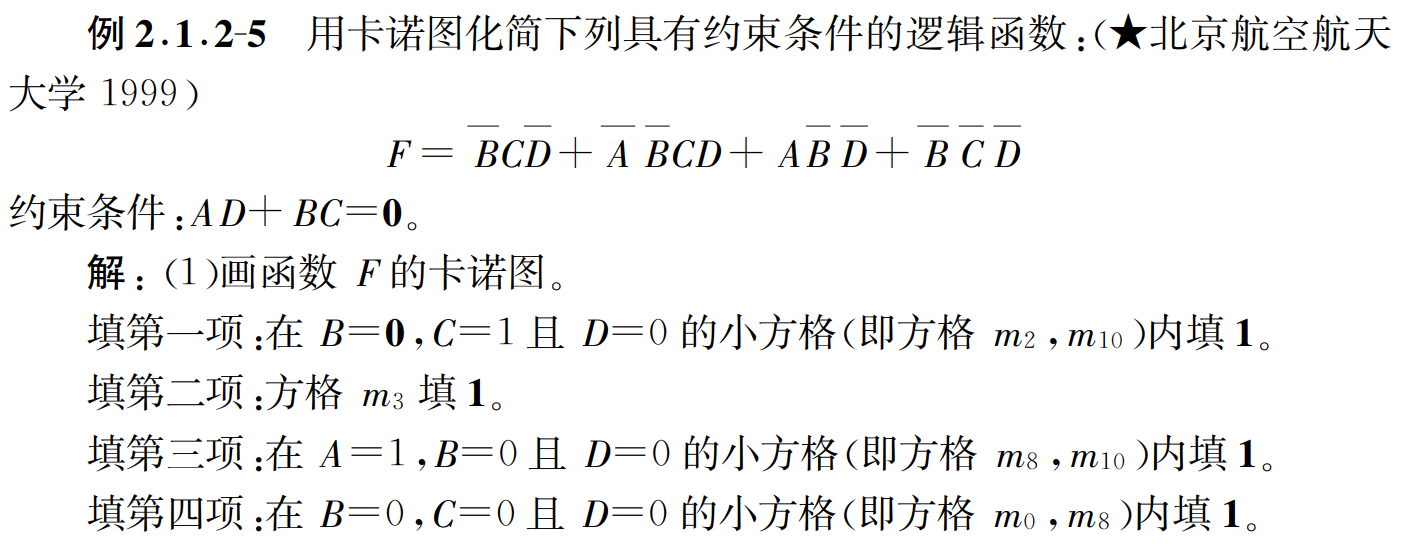 例 2.1.2-5 用卡诺图化简下列具有约束条件的逻辑函数:(★北京航空航天
大学 1999)
F = B̅CD̅ + A̅ B̅CD + AB̅ D̅ + B̅ C̅ D̅
约束条件:AD+BC=0。
解:(1)画函数 F 的卡诺图。
填第一项:在 B=0,C=1 且 D=0 的小方格(即方格 m₂,m₁₀)内填 1。
填第二项:方格 m₃ 填 1。
填第三项:在 A=1,B=0 且 D=0 的小方格(即方格 m₈,m₁₀)内填 1。
填第四项:在 B=0,C=0 且 D=0 的小方格(即方格 m₀,m₈)内填 1。